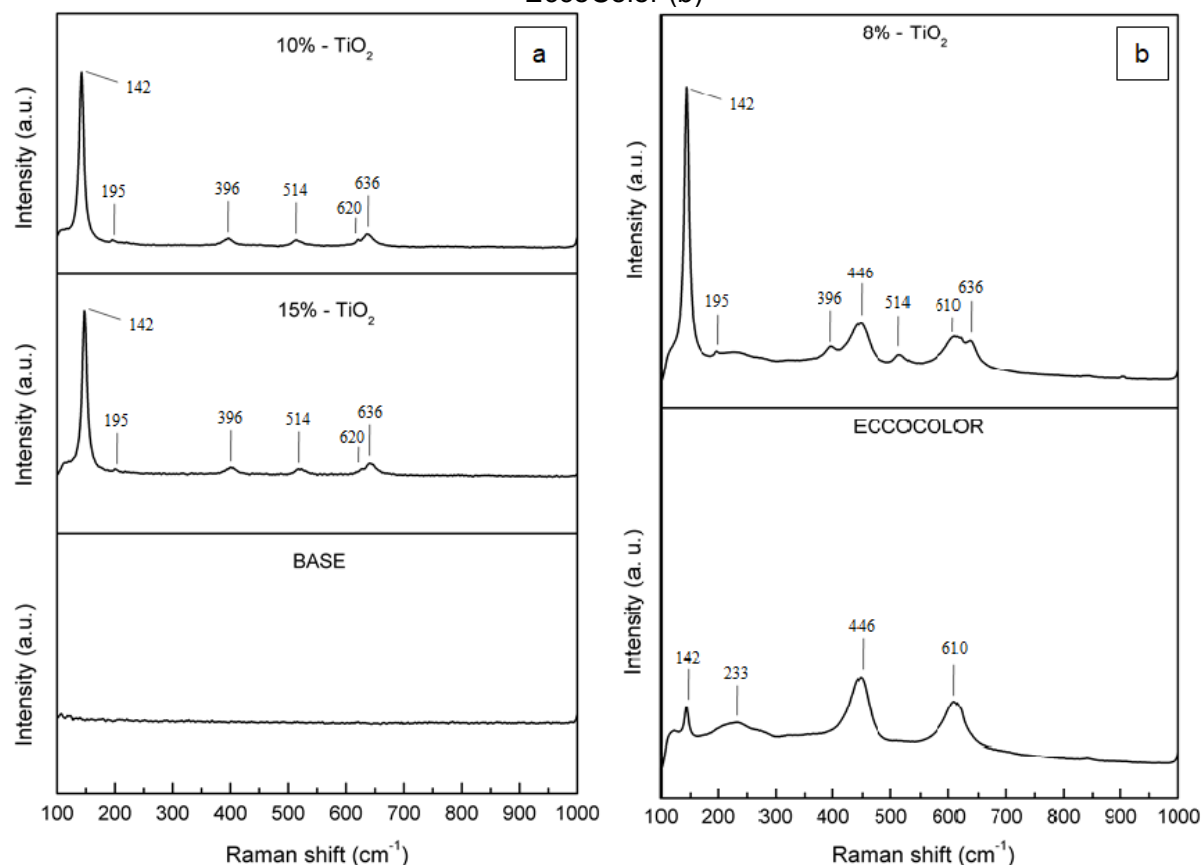 EccoColor (b)
a
10% - TiO2
142
195
396
514
620
636
Intensity (a.u.)
15% - TiO2
142
195
396
514
620
636
Intensity (a.u.)
BASE
Intensity (a.u.)
100 200 300 400 500 600 700 800 900 1000
Raman shift (cm-1)
b
8% - TiO2
142
195
396
446
514
610
636
Intensity (a.u.)
ECCOCOLOR
142
233
446
610
Intensity (a. u.)
100 200 300 400 500 600 700 800 900 1000
Raman shift (cm-1)